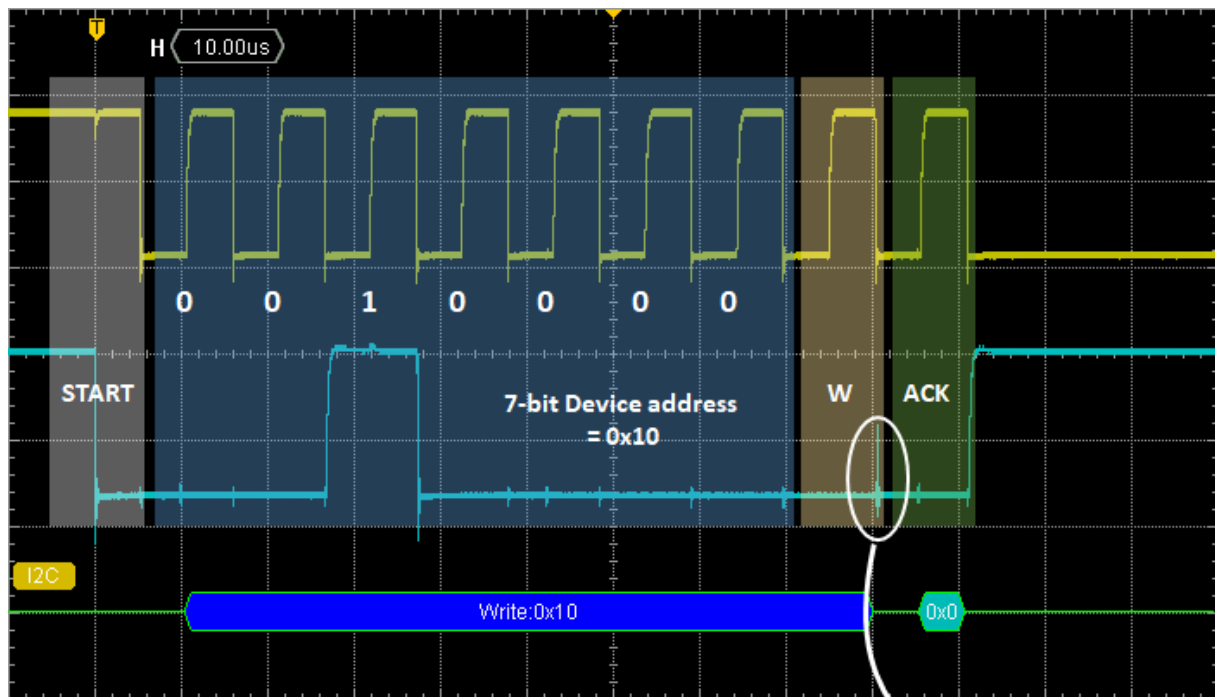 T
H 10.00us
0 0 1 0 0 0 0
START
7-bit Device address
= 0x10
W
ACK
I2C
Write:0x10
0x0